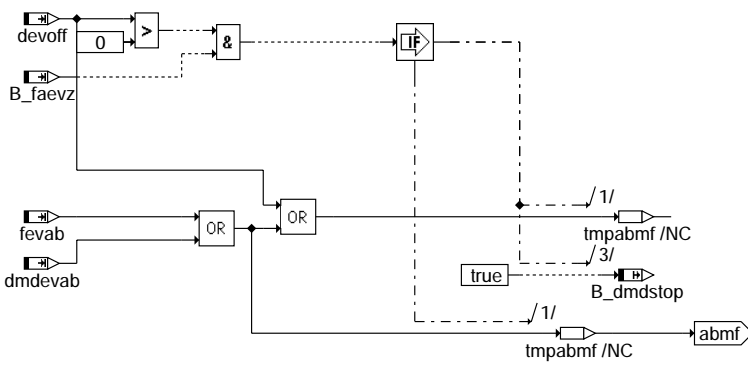 devoff
0
>
&
IF
B_faevz
/1/
OR
OR
fevab
tmpabmf /NC
dmdevab
/3/
true
B_dmdstop
/1/
abmf
tmpabmf /NC